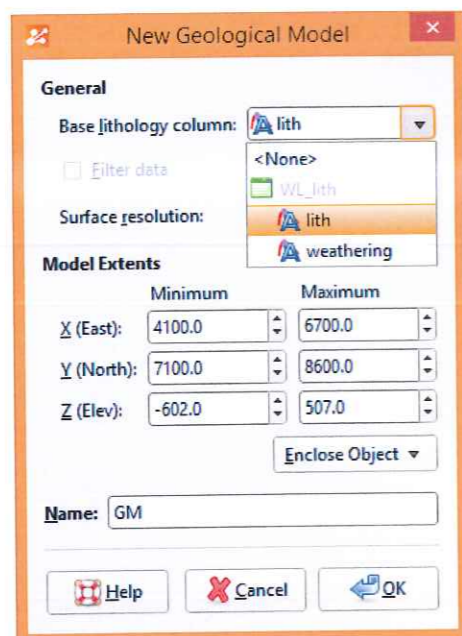 New Geological Model
General
Base lithology column: lith
<None>
Filter data
WL_lith
Surface resolution:
lith
weathering
Model Extents
Minimum Maximum
X (East): 4100.0 6700.0
Y (North): 7100.0 8600.0
Z (Elev): -602.0 507.0
Enclose Object
Name: GM
Help Cancel OK